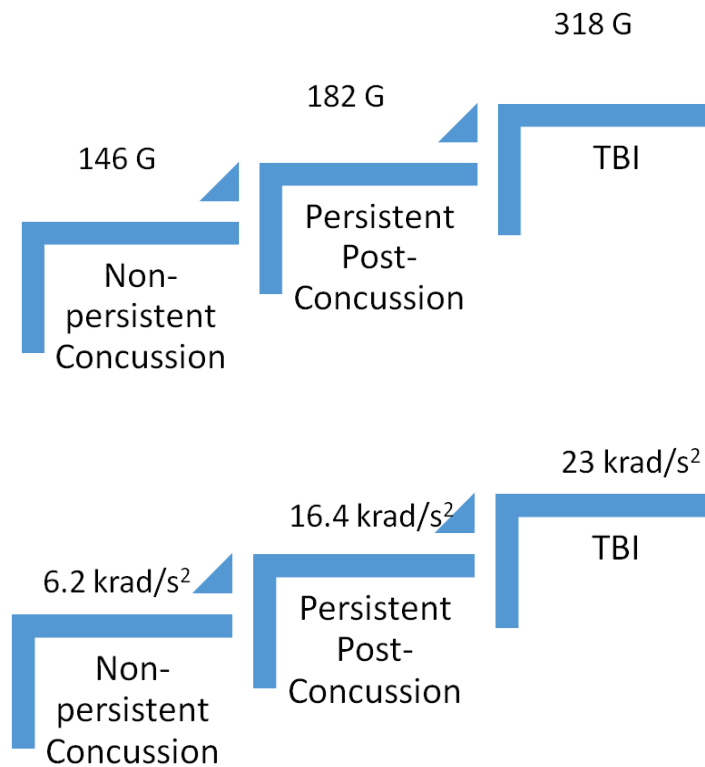 318 G
182 G
146 G
TBI
Persistent
Post-
Concussion
Non-
persistent
Concussion
23 krad/s²
16.4 krad/s²
6.2 krad/s²
TBI
Persistent
Post-
Concussion
Non-
persistent
Concussion